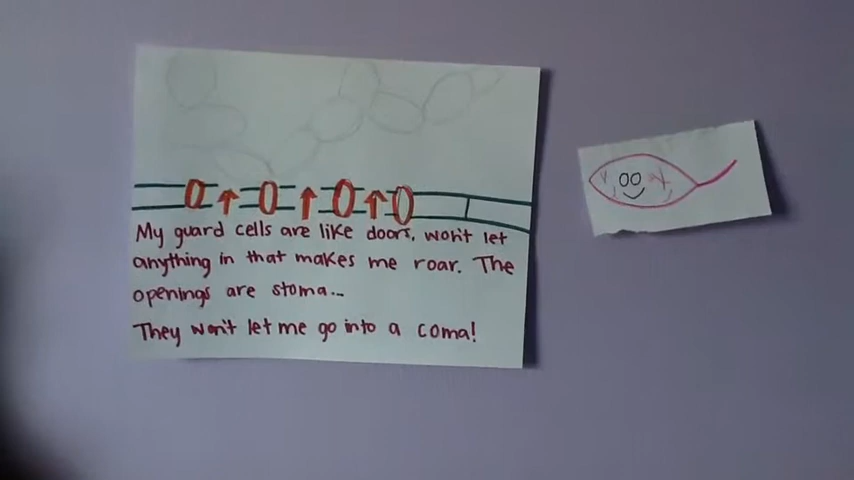 My guard cells are like doors, won't let
anything in that makes me roar. The
openings are stoma...
They won't let me go into a coma!